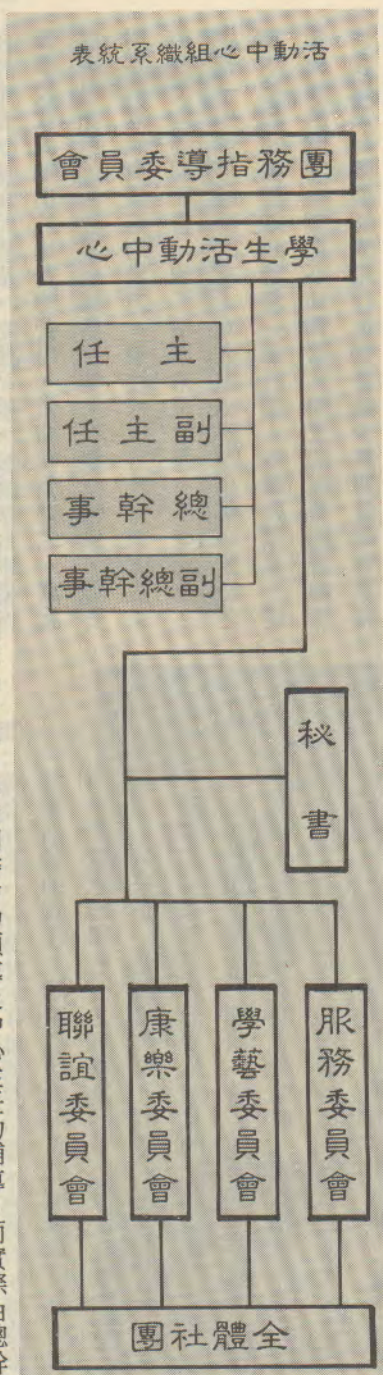 活動中心組織系統表
團務指導委員會
學生活動中心
主任
副主任
總幹事
副總幹事
秘書
服務委員會
學藝委員會
康樂委員會
聯誼委員會
全體社團